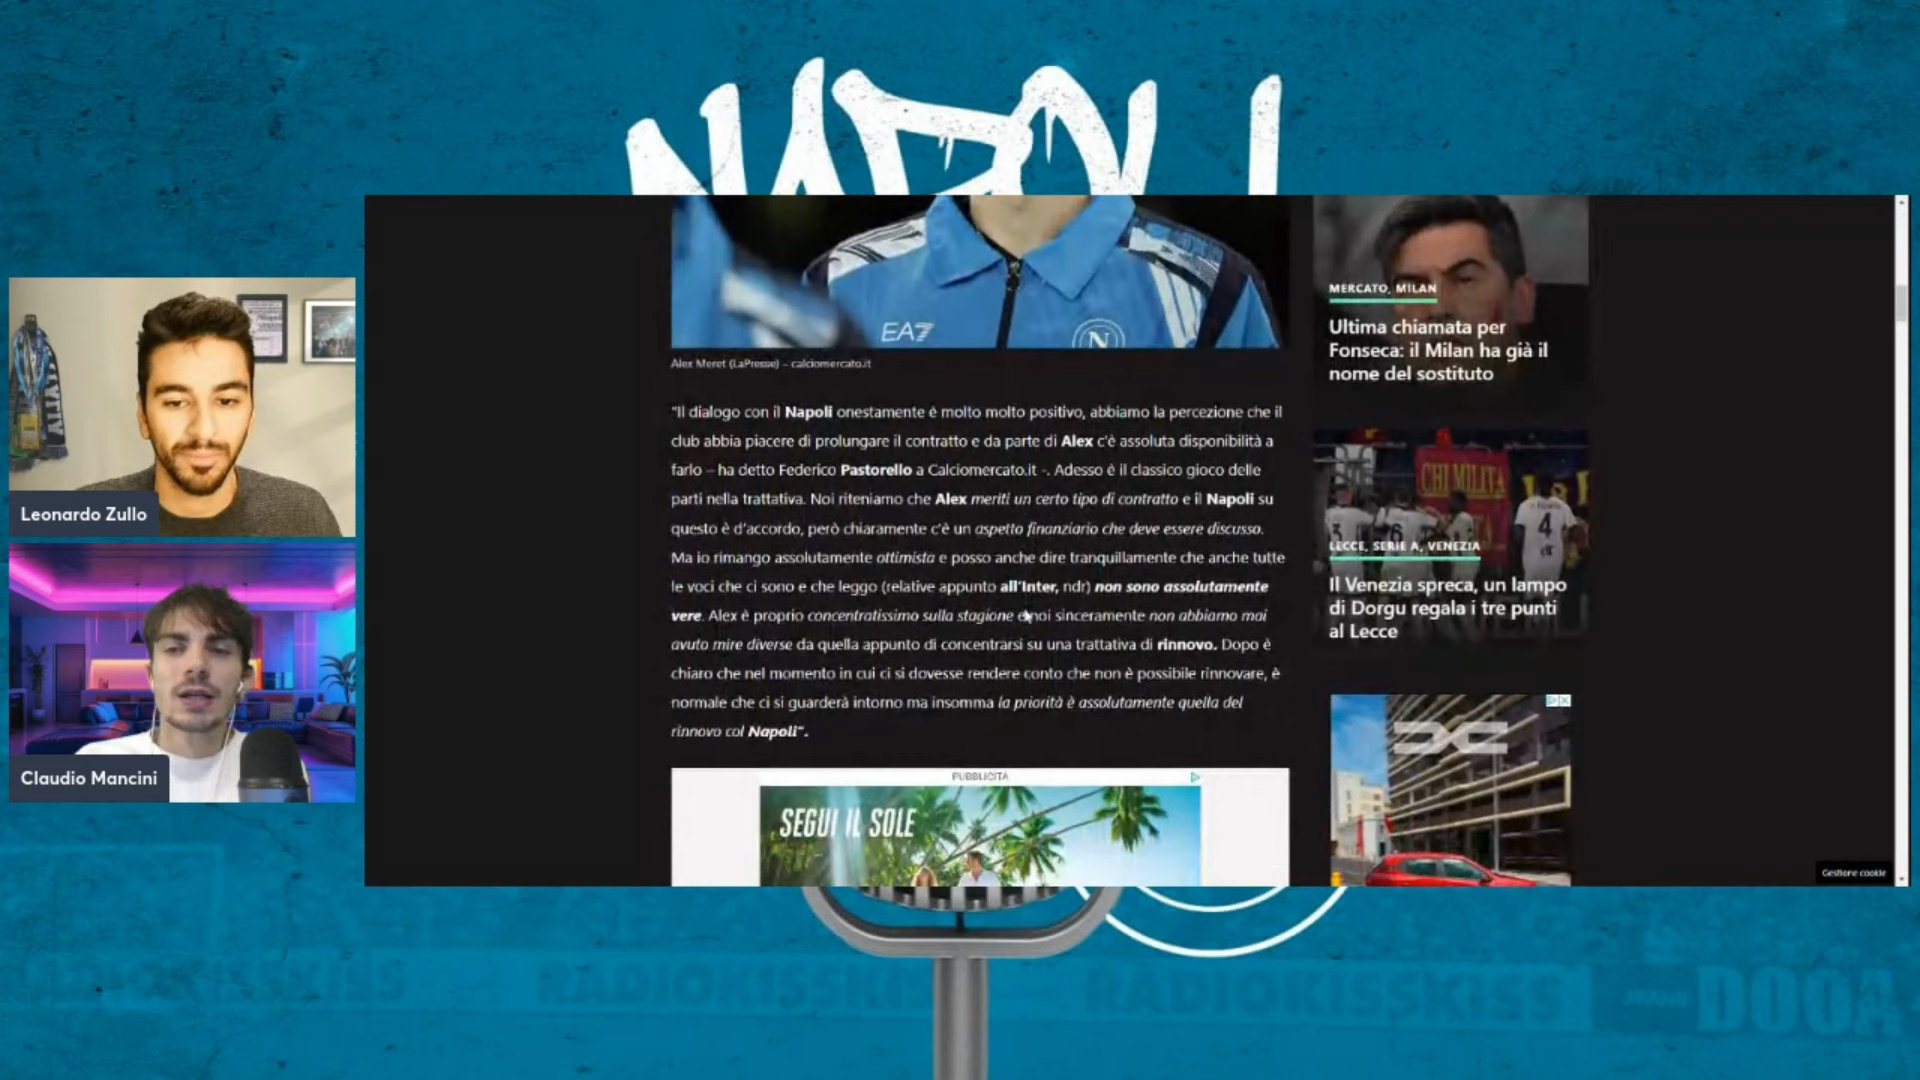 NAPOLI
EA7
N
Alex Meret (LaPresse) – calciomercato.it
"Il dialogo con il Napoli onestamente è molto molto positivo, abbiamo la percezione che il
club abbia piacere di prolungare il contratto e da parte di Alex c'è assoluta disponibilità a
farlo – ha detto Federico Pastorello a Calciomercato.it -. Adesso è il classico gioco delle
parti nella trattativa. Noi riteniamo che Alex meriti un certo tipo di contratto e il Napoli su
questo è d'accordo, però chiaramente c'è un aspetto finanziario che deve essere discusso.
Ma io rimango assolutamente ottimista e posso anche dire tranquillamente che anche tutte
le voci che ci sono e che leggo (relative appunto all'Inter, ndr) non sono assolutamente
vere. Alex è proprio concentratissimo sulla stagione e noi sinceramente non abbiamo mai
avuto mire diverse da quella appunto di concentrarsi su una trattativa di rinnovo. Dopo è
chiaro che nel momento in cui ci si dovesse rendere conto che non è possibile rinnovare, è
normale che ci si guarderà intorno ma insomma la priorità è assolutamente quella del
rinnovo col Napoli".
PUBBLICITÀ
SEGUI IL SOLE
MERCATO, MILAN
Ultima chiamata per
Fonseca: il Milan ha già il
nome del sostituto
CHI MILITA
4
LECCE, SERIE A, VENEZIA
Il Venezia spreca, un lampo
di Dorgu regala i tre punti
al Lecce
Gestione cookie
Leonardo Zullo
Claudio Mancini
RADIOKISSKISS
RADIOKISSKISS
DOOA